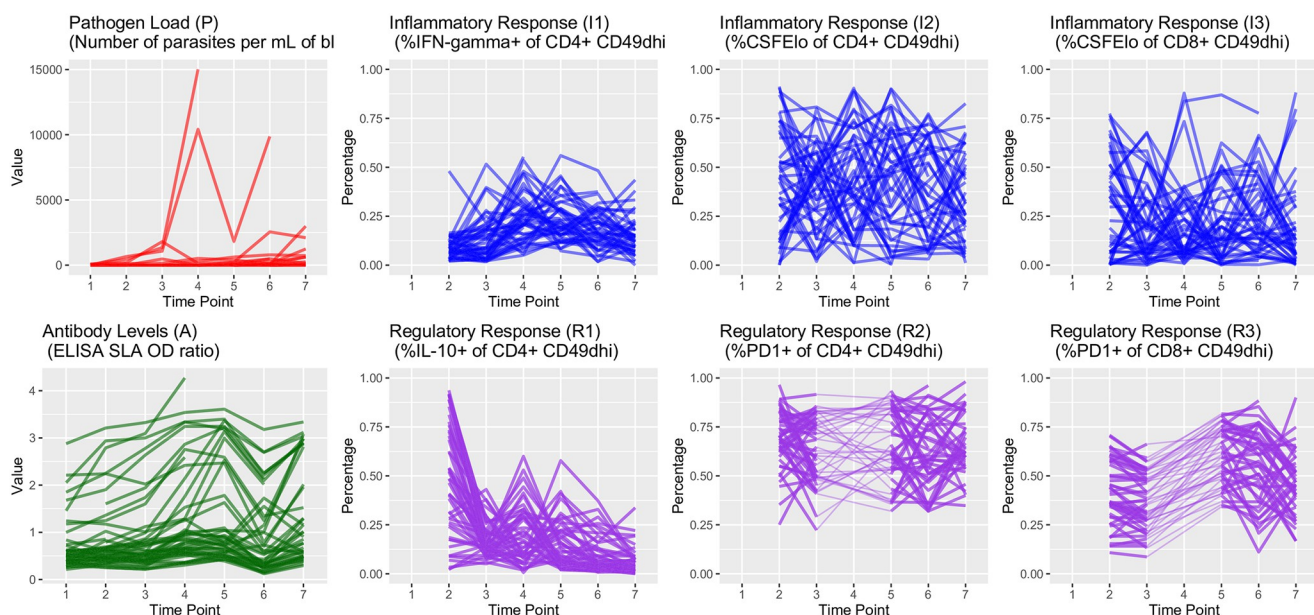 Pathogen Load (P)
(Number of parasites per mL of bl
15000
10000
5000
0
Value
1 2 3 4 5 6 7
Time Point
Inflammatory Response (I1)
(%IFN-gamma+ of CD4+ CD49dhi
1.00
0.75
0.50
0.25
0.00
Percentage
1 2 3 4 5 6 7
Time Point
Inflammatory Response (I2)
(%CSFElo of CD4+ CD49dhi)
1.00
0.75
0.50
0.25
0.00
Percentage
1 2 3 4 5 6 7
Time Point
Inflammatory Response (I3)
(%CSFElo of CD8+ CD49dhi)
1.00
0.75
0.50
0.25
0.00
Percentage
1 2 3 4 5 6 7
Time Point
Antibody Levels (A)
(ELISA SLA OD ratio)
4
3
2
1
0
Value
1 2 3 4 5 6 7
Time Point
Regulatory Response (R1)
(%IL-10+ of CD4+ CD49dhi)
1.00
0.75
0.50
0.25
0.00
Percentage
1 2 3 4 5 6 7
Time Point
Regulatory Response (R2)
(%PD1+ of CD4+ CD49dhi)
1.00
0.75
0.50
0.25
0.00
Percentage
1 2 3 4 5 6 7
Time Point
Regulatory Response (R3)
(%PD1+ of CD8+ CD49dhi)
1.00
0.75
0.50
0.25
0.00
Percentage
1 2 3 4 5 6 7
Time Point